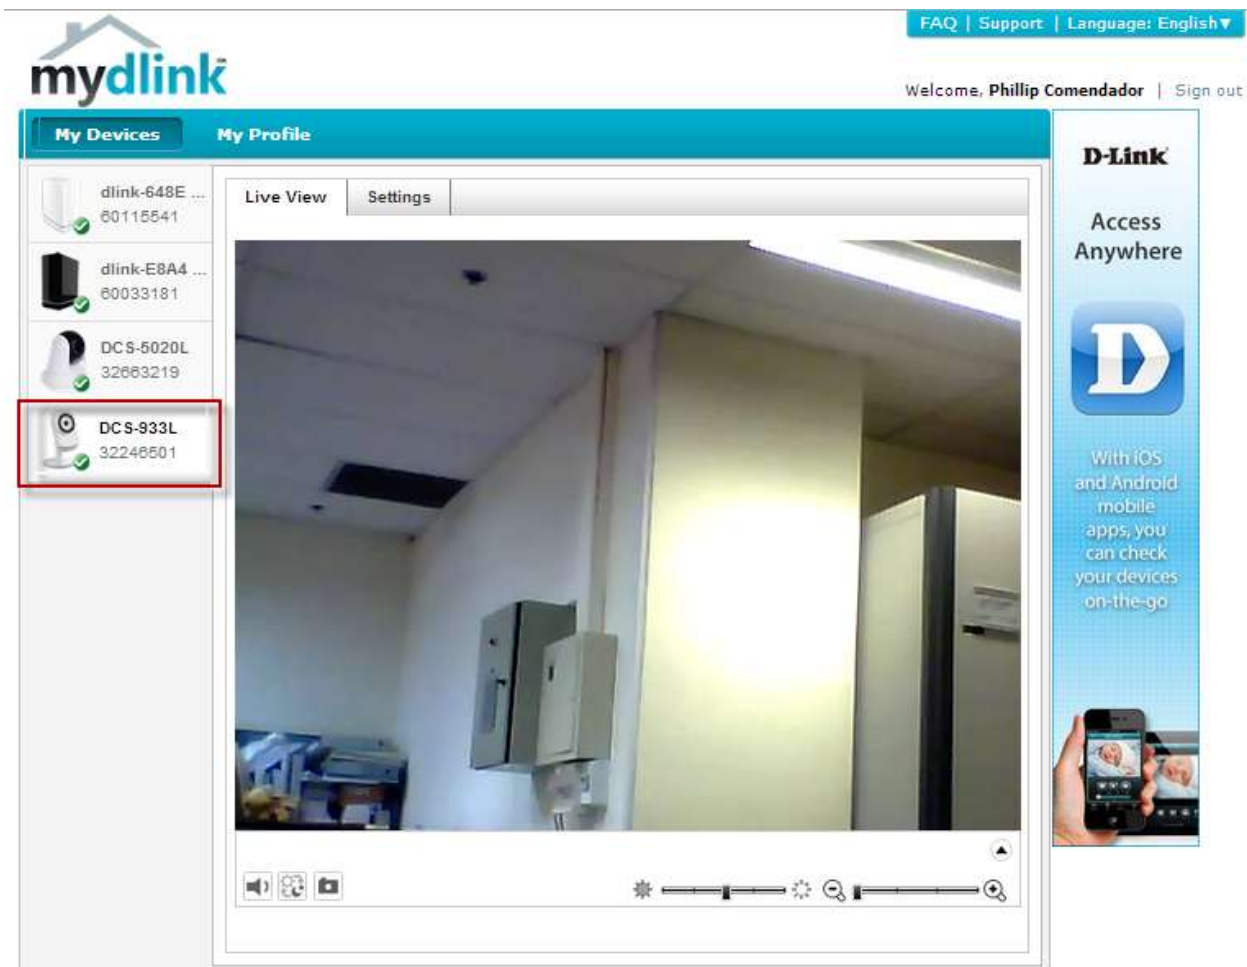 FAQ | Support | Language: English▼
mydlink
Welcome, Phillip Comendador | Sign out
My Devices My Profile
dlink-648E ...
60115541
dlink-E8A4 ...
60033181
DCS-5020L
32663219
DCS-933L
32246501
Live View Settings
D-Link
Access
Anywhere
D
With iOS
and Android
mobile
apps, you
can check
your devices
on-the-go